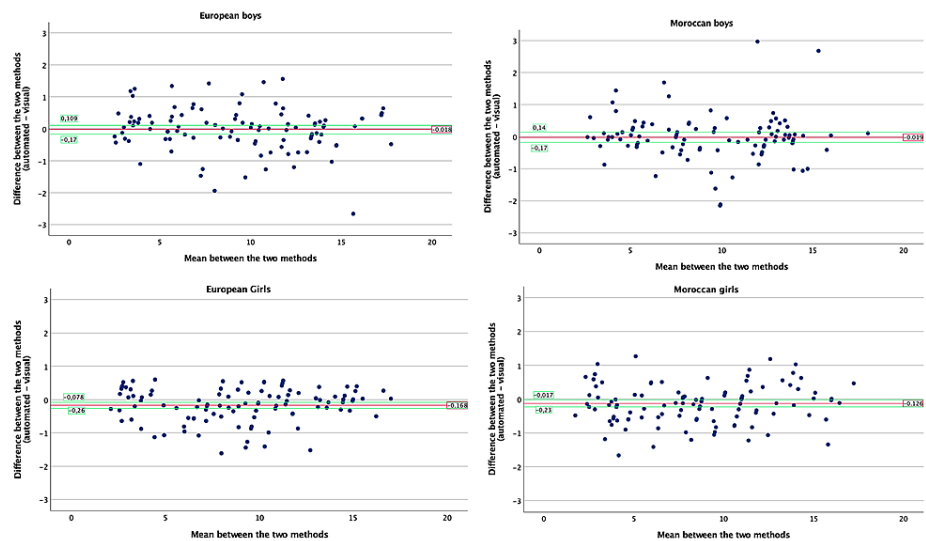 European boys
Difference between the two methods
(automated – visual)
3
2
1
0
-1
-2
-3
0,109
-0,17
-0,018
0 5 10 15 20
Mean between the two methods
Moroccan boys
Difference between the two methods
(automated – visual)
3
2
1
0
-1
-2
-3
0,14
-0,17
-0,019
0 5 10 15 20
Mean between the two methods
European Girls
Difference between the two methods
(automated – visual)
3
2
1
0
-1
-2
-3
-0,078
-0,26
-0,168
0 5 10 15 20
Mean between the two methods
Moroccan girls
Difference between the two methods
(automated – visual)
3
2
1
0
-1
-2
-3
-0,017
-0,23
-0,126
0 5 10 15 20
Mean between the two methods